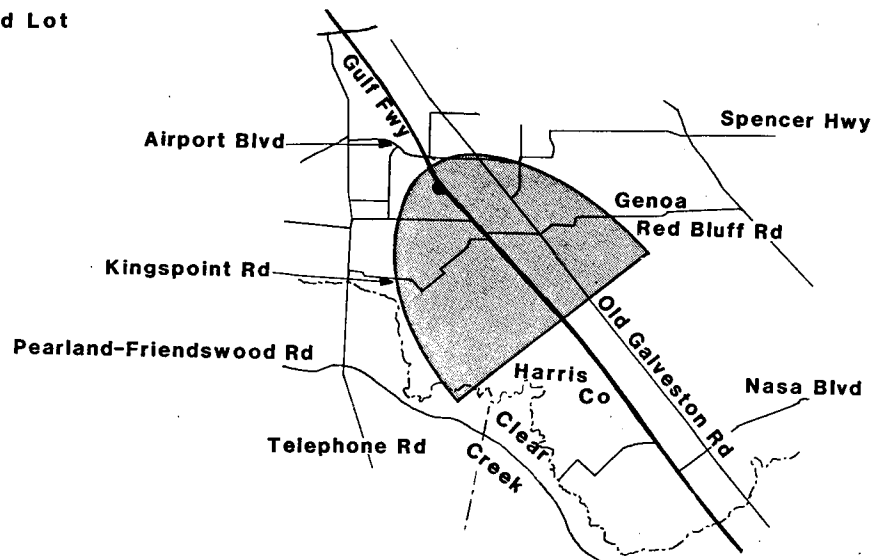 d Lot
Gulf Fwy
Airport Blvd
Spencer Hwy
Genoa
Red Bluff Rd
Kingspoint Rd
Old Galveston Rd
Pearland-Friendswood Rd
Harris
Co
Nasa Blvd
Telephone Rd
Clear
Creek